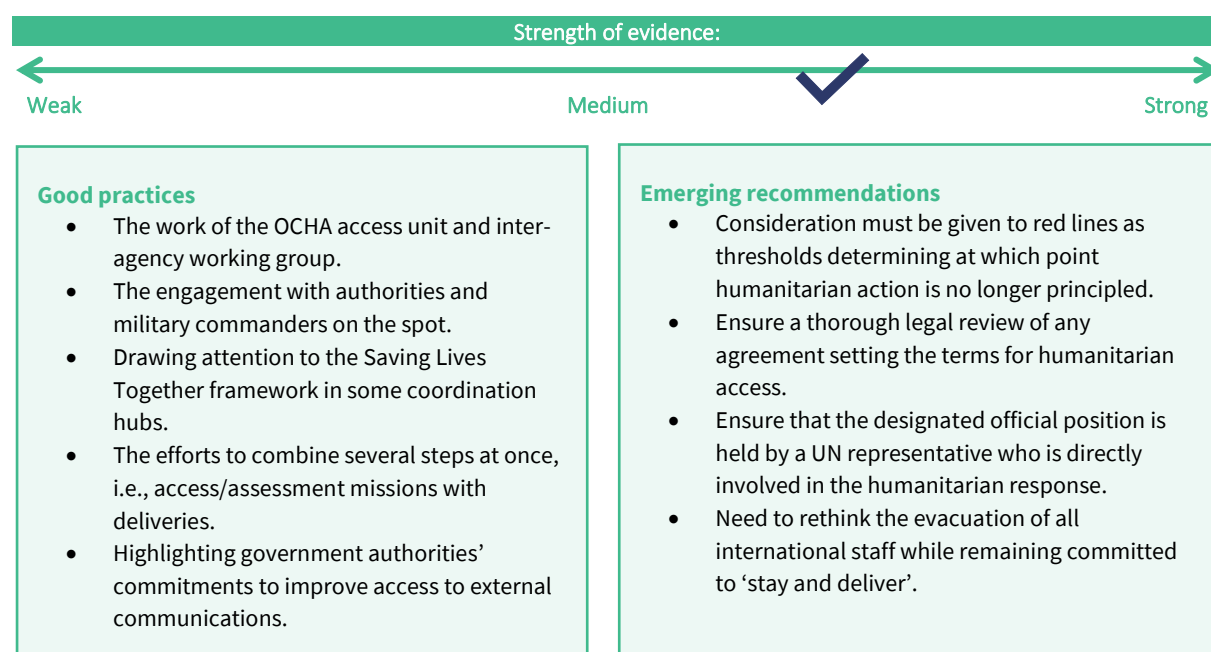 Strength of evidence:
Weak
Medium
Strong
Good practices
• The work of the OCHA access unit and inter-
agency working group.
• The engagement with authorities and
military commanders on the spot.
• Drawing attention to the Saving Lives
Together framework in some coordination
hubs.
• The efforts to combine several steps at once,
i.e., access/assessment missions with
deliveries.
• Highlighting government authorities’
commitments to improve access to external
communications.
Emerging recommendations
• Consideration must be given to red lines as
thresholds determining at which point
humanitarian action is no longer principled.
• Ensure a thorough legal review of any
agreement setting the terms for humanitarian
access.
• Ensure that the designated official position is
held by a UN representative who is directly
involved in the humanitarian response.
• Need to rethink the evacuation of all
international staff while remaining committed
to ‘stay and deliver’.